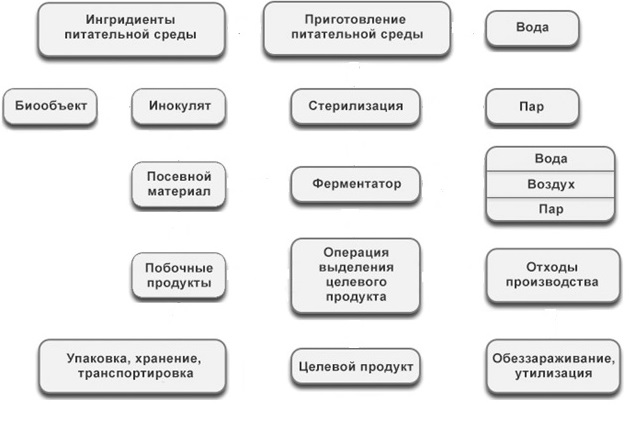 Ингридиенты
питательной среды
Приготовление
питательной среды
Вода
Биообъект
Инокулят
Стерилизация
Пар
Посевной
материал
Ферментатор
Вода
Воздух
Пар
Побочные
продукты
Операция
выделения
целевого
продукта
Отходы
производства
Упаковка, хранение,
транспортировка
Целевой продукт
Обеззараживание,
утилизация